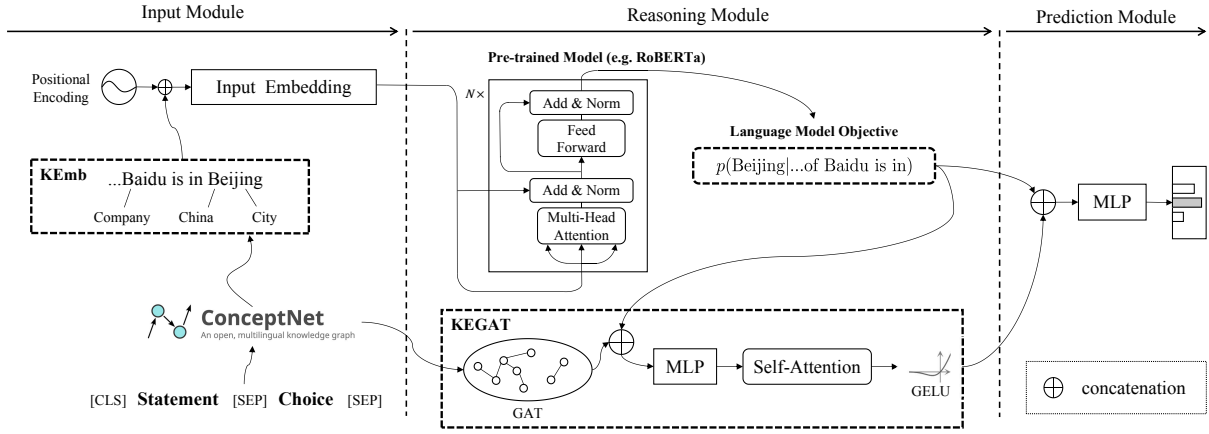 Input Module
Reasoning Module
Prediction Module
Positional
Encoding
Input Embedding
KEmb
...Baidu is in Beijing
Company China City
ConceptNet
An open, multilingual knowledge graph
[CLS] Statement [SEP] Choice [SEP]
Pre-trained Model (e.g. RoBERTa)
N×
Add & Norm
Feed
Forward
Add & Norm
Multi-Head
Attention
Language Model Objective
p(Beijing|...of Baidu is in)
KEGAT
GAT
MLP
Self-Attention
GELU
MLP
concatenation